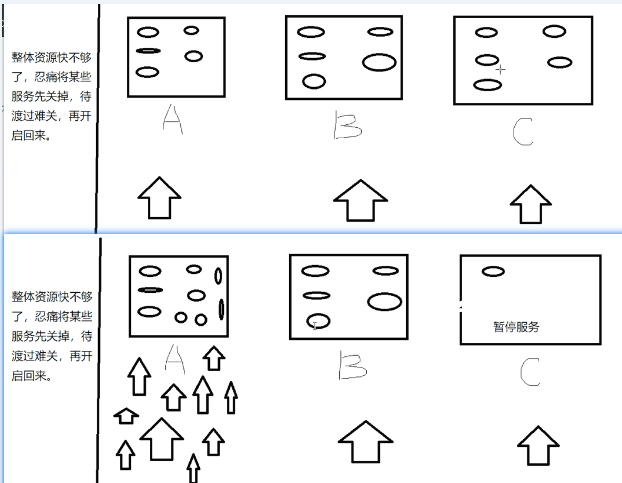 整体资源快不够
了，忍痛将某些
服务先关掉，待
渡过难关，再开
启回来。
A
B
C
整体资源快不够
了，忍痛将某些
服务先关掉，待
渡过难关，再开
启回来。
暂停服务
A
B
C